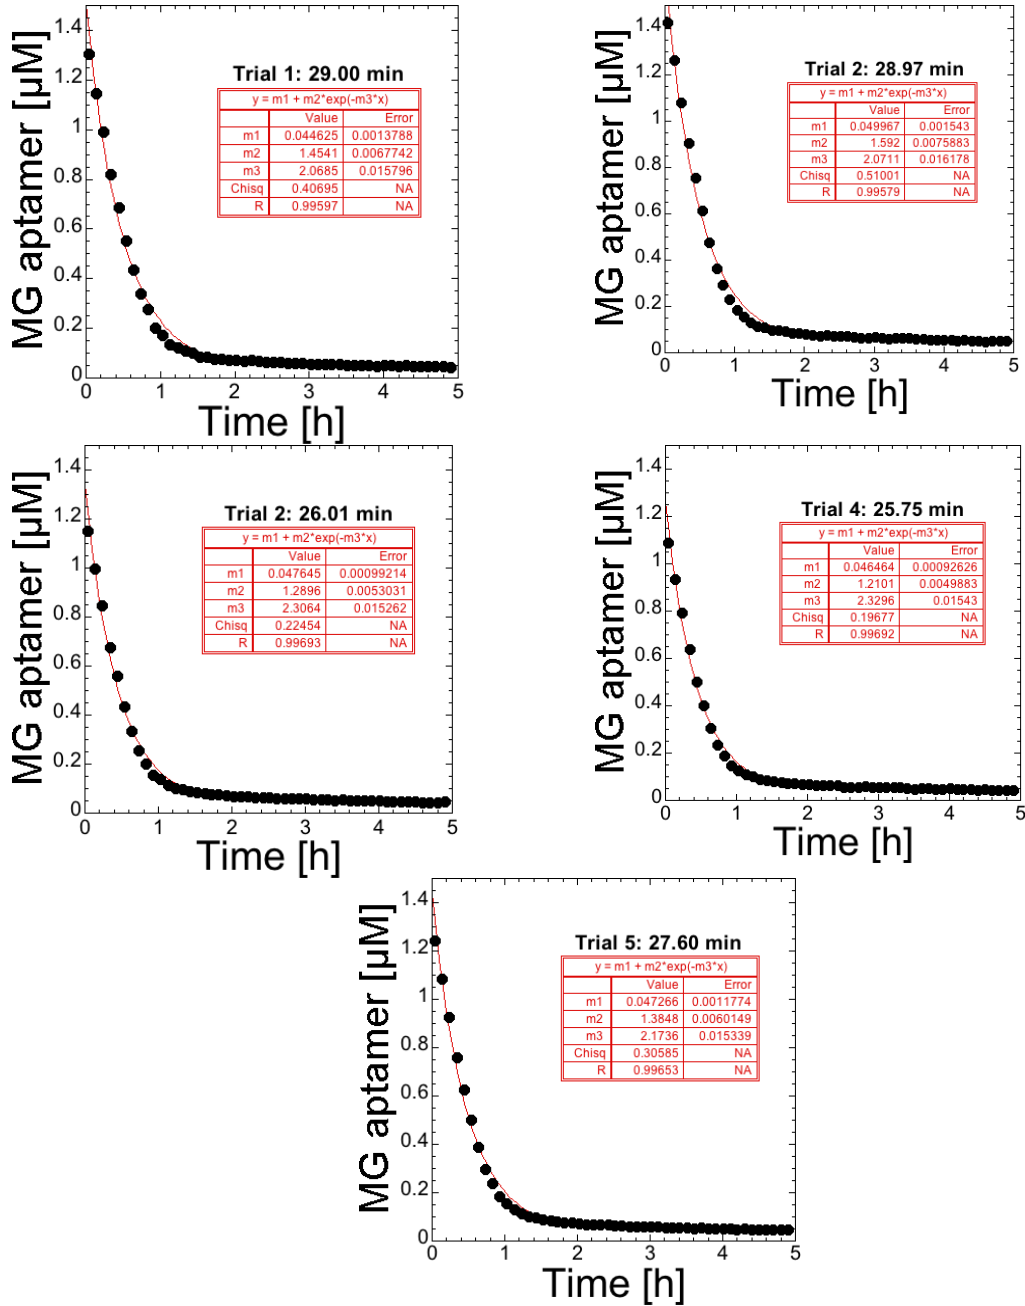 MG aptamer [µM]
1.4
1.2
1
0.8
0.6
0.4
0.2
0
Trial 1: 29.00 min
y = m1 + m2*exp(-m3*x)
Value Error
m1 0.044625 0.0013788
m2 1.4541 0.0067742
m3 2.0685 0.015796
Chisq 0.40695 NA
R 0.99597 NA
0 1 2 3 4 5
Time [h]
MG aptamer [µM]
1.4
1.2
1
0.8
0.6
0.4
0.2
0
Trial 2: 28.97 min
y = m1 + m2*exp(-m3*x)
Value Error
m1 0.049967 0.001543
m2 1.592 0.0075883
m3 2.0711 0.016178
Chisq 0.51001 NA
R 0.99579 NA
0 1 2 3 4 5
Time [h]
MG aptamer [µM]
1.4
1.2
1
0.8
0.6
0.4
0.2
0
Trial 2: 26.01 min
y = m1 + m2*exp(-m3*x)
Value Error
m1 0.047645 0.00099214
m2 1.2896 0.0053031
m3 2.3064 0.015262
Chisq 0.22454 NA
R 0.99693 NA
0 1 2 3 4 5
Time [h]
MG aptamer [µM]
1.4
1.2
1
0.8
0.6
0.4
0.2
0
Trial 4: 25.75 min
y = m1 + m2*exp(-m3*x)
Value Error
m1 0.046464 0.00092626
m2 1.2101 0.0049883
m3 2.3296 0.01543
Chisq 0.19677 NA
R 0.99692 NA
0 1 2 3 4 5
Time [h]
MG aptamer [µM]
1.4
1.2
1
0.8
0.6
0.4
0.2
0
Trial 5: 27.60 min
y = m1 + m2*exp(-m3*x)
Value Error
m1 0.047266 0.0011774
m2 1.3848 0.0060149
m3 2.1736 0.015339
Chisq 0.30585 NA
R 0.99653 NA
0 1 2 3 4 5
Time [h]